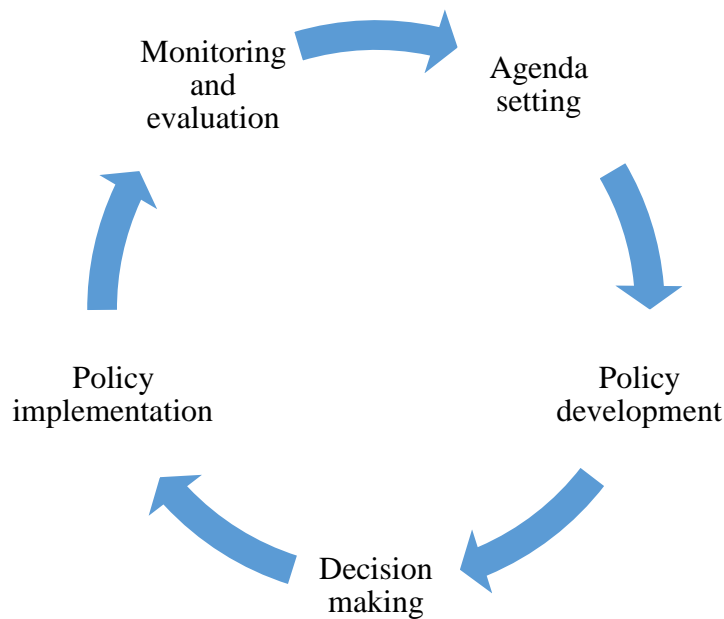 Monitoring
and
evaluation
Agenda
setting
Policy
development
Decision
making
Policy
implementation